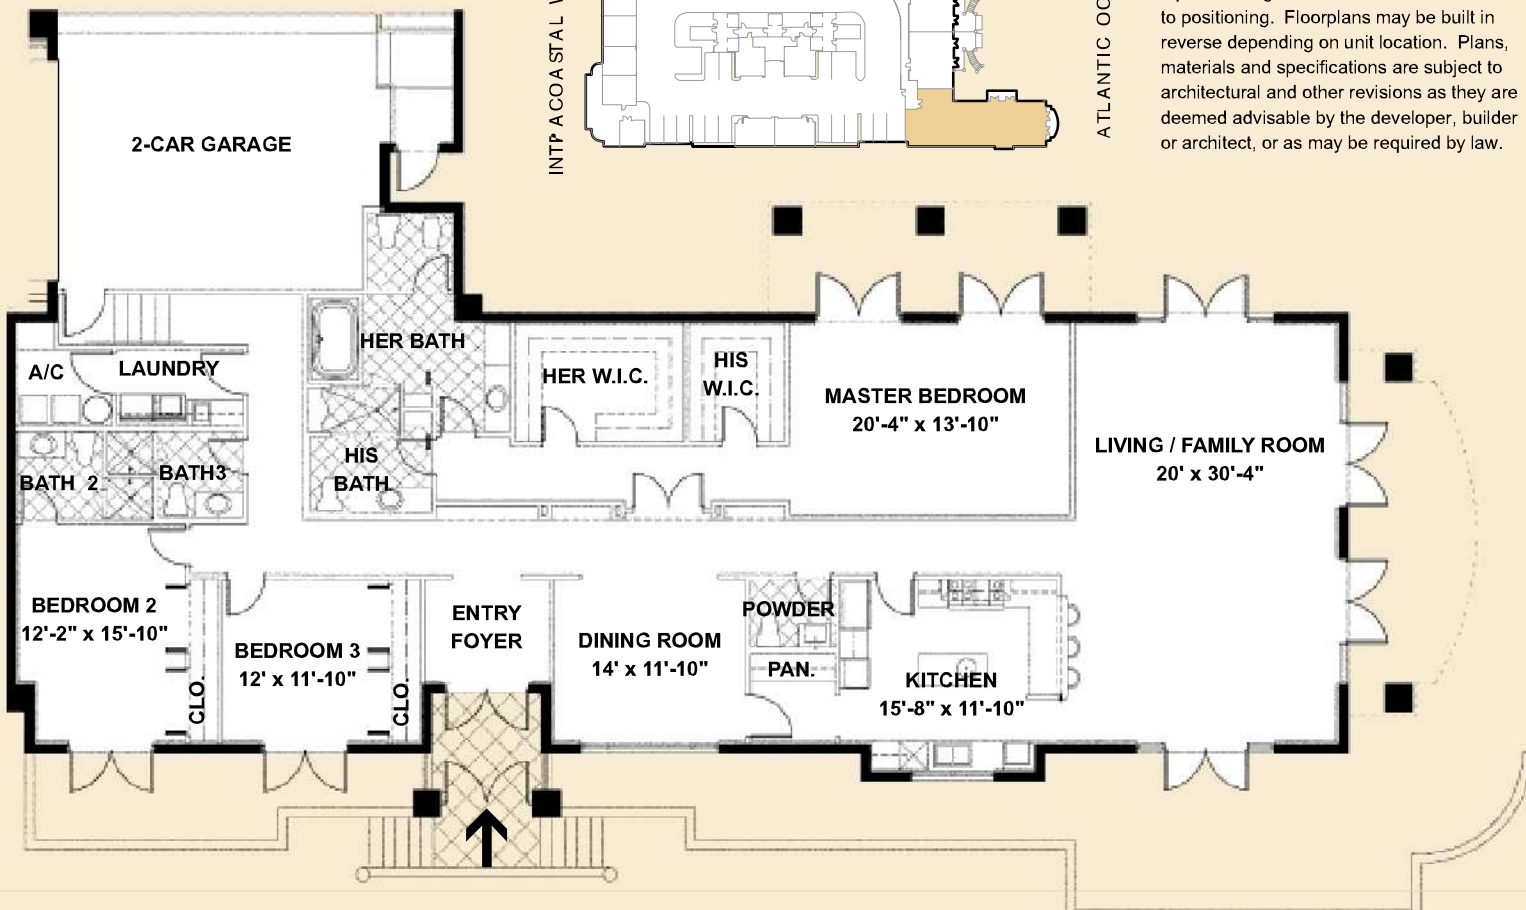 to positioning. Floorplans may be built in
reverse depending on unit location. Plans,
materials and specifications are subject to
architectural and other revisions as they are
deemed advisable by the developer, builder
or architect, or as may be required by law.
ATLANTIC
2-CAR GARAGE
HER BATH
A/C
LAUNDRY
HER W.I.C.
HIS
W.I.C.
MASTER BEDROOM
20'-4" x 13'-10"
LIVING / FAMILY ROOM
20' x 30'-4"
HIS
BATH
BATH 2
BATH3
BEDROOM 2
12'-2" x 15'-10"
CLO.
BEDROOM 3
12' x 11'-10"
CLO.
ENTRY
FOYER
DINING ROOM
14' x 11'-10"
POWDER
PAN.
KITCHEN
15'-8" x 11'-10"